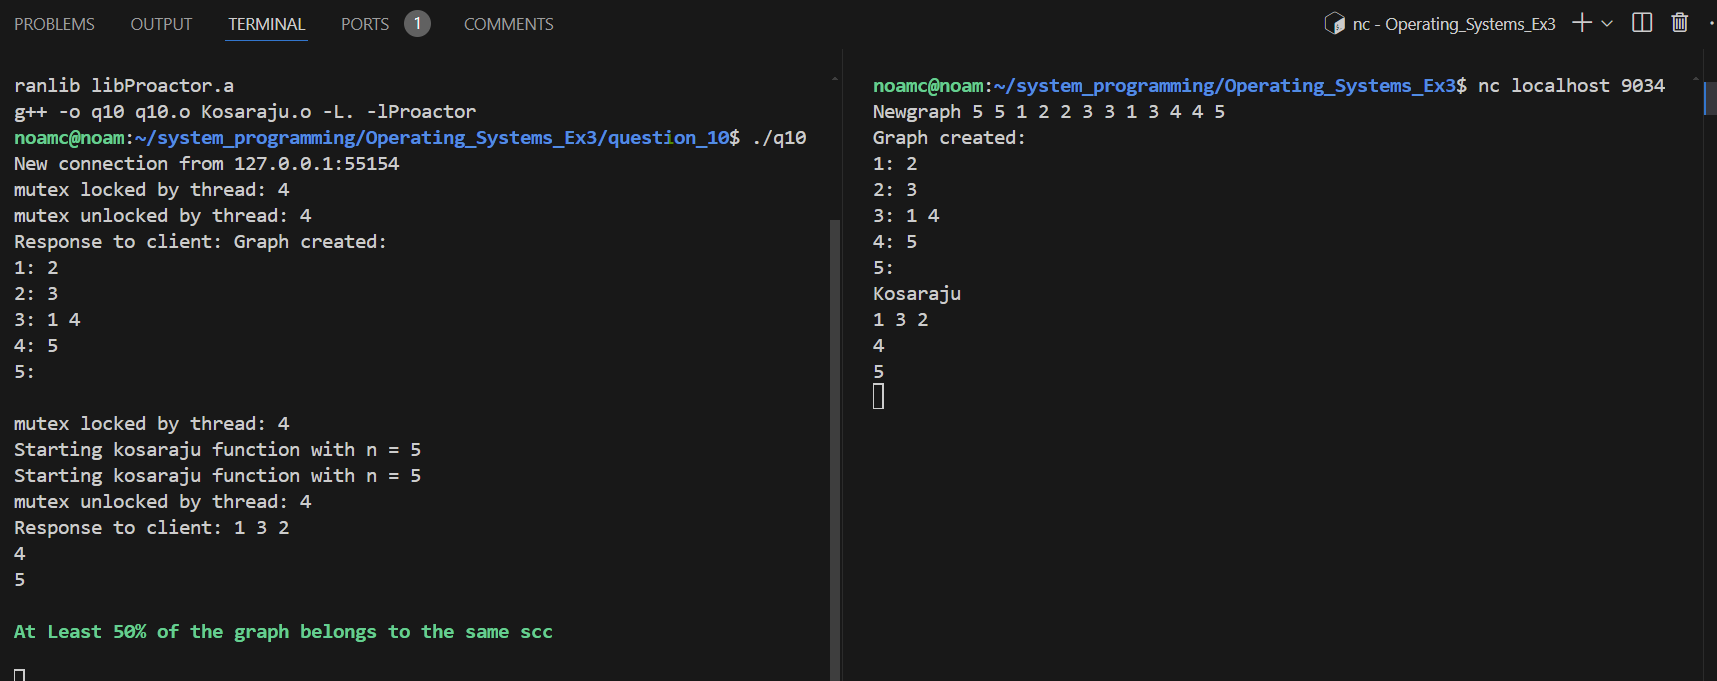 PROBLEMS OUTPUT TERMINAL PORTS 1 COMMENTS
nc - Operating_Systems_Ex3
ranlib libProactor.a
g++ -o q10 q10.o Kosaraju.o -L. -lProactor
noamc@noam:~/system_programming/Operating_Systems_Ex3/question_10$ ./q10
New connection from 127.0.0.1:55154
mutex locked by thread: 4
mutex unlocked by thread: 4
Response to client: Graph created:
1: 2
2: 3
3: 1 4
4: 5
5:
mutex locked by thread: 4
Starting kosaraju function with n = 5
Starting kosaraju function with n = 5
mutex unlocked by thread: 4
Response to client: 1 3 2
4
5
At Least 50% of the graph belongs to the same scc
noamc@noam:~/system_programming/Operating_Systems_Ex3$ nc localhost 9034
Newgraph 5 5 1 2 2 3 3 1 3 4 4 5
Graph created:
1: 2
2: 3
3: 1 4
4: 5
5:
Kosaraju
1 3 2
4
5